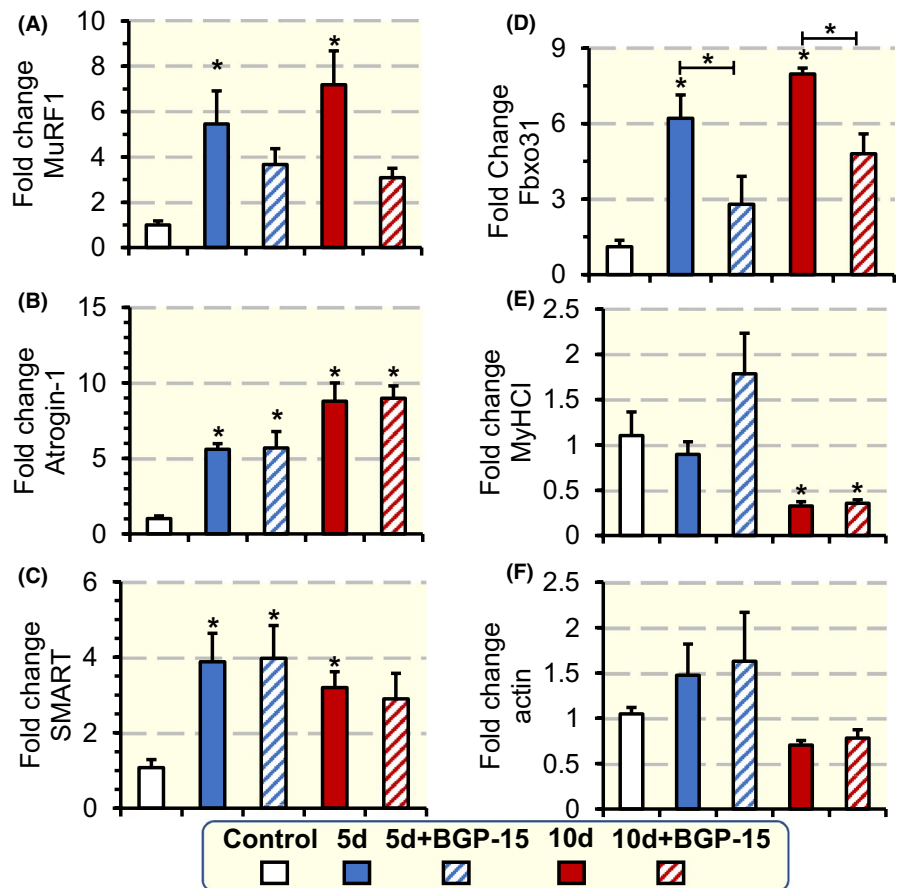 (A)
10
8
6
4
2
0
Fold change
MuRF1
*
*
(B)
15
10
5
0
Fold change
Atrogin-1
*
*
*
*
(C)
6
4
2
0
Fold change
SMART
*
*
*
(D)
9
6
3
0
Fold Change
Fbxo31
*
*
*
*
(E)
2.5
2
1.5
1
0.5
0
Fold change
MyHCI
*
*
(F)
2.5
2
1.5
1
0.5
0
Fold change
actin
Control 5d 5d+BGP-15 10d 10d+BGP-15